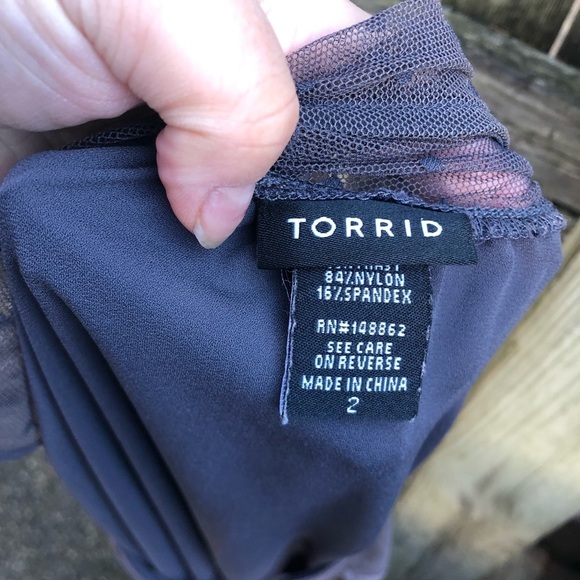 TORRID
84%NYLON
16%SPANDEX
RN#148862
SEE CARE
ON REVERSE
MADE IN CHINA
2